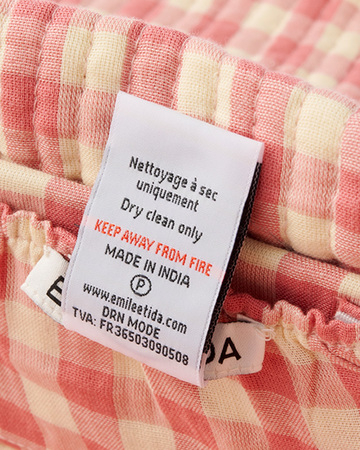 Nettoyage à sec
uniquement
Dry clean only
KEEP AWAY FROM FIRE
MADE IN INDIA
P
www.emileetida.com
DRN MODE
TVA: FR36503090508
DA